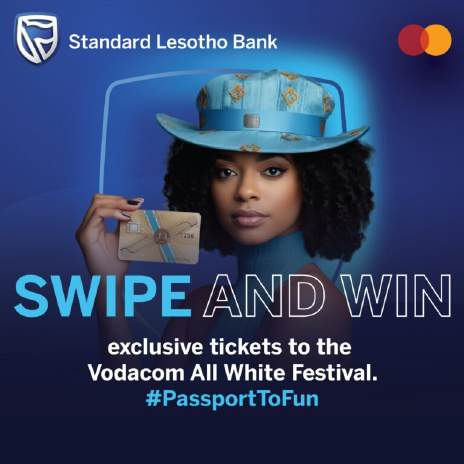 Standard Lesotho Bank
SWIPE AND WIN
exclusive tickets to the
Vodacom All White Festival.
#PassportToFun